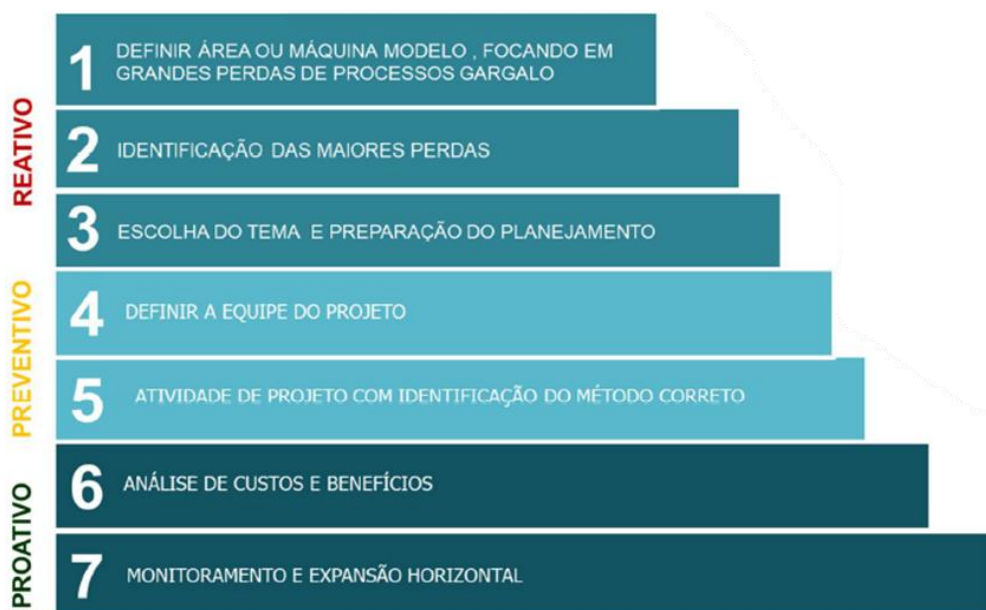 REATIVO
1
DEFINIR ÁREA OU MÁQUINA MODELO , FOCANDO EM
GRANDES PERDAS DE PROCESSOS GARGALO
2
IDENTIFICAÇÃO DAS MAIORES PERDAS
3
ESCOLHA DO TEMA E PREPARAÇÃO DO PLANEJAMENTO
PREVENTIVO
4
DEFINIR A EQUIPE DO PROJETO
5
ATIVIDADE DE PROJETO COM IDENTIFICAÇÃO DO MÉTODO CORRETO
PROATIVO
6
ANÁLISE DE CUSTOS E BENEFÍCIOS
7
MONITORAMENTO E EXPANSÃO HORIZONTAL